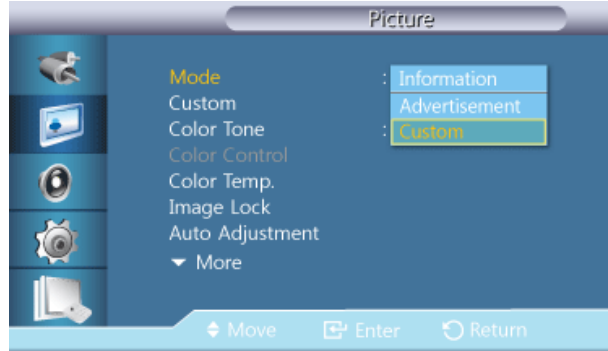 Picture
Mode : Information
Custom Advertisement
Color Tone : Custom
Color Control
Color Temp.
Image Lock
Auto Adjustment
More
Move Enter Return